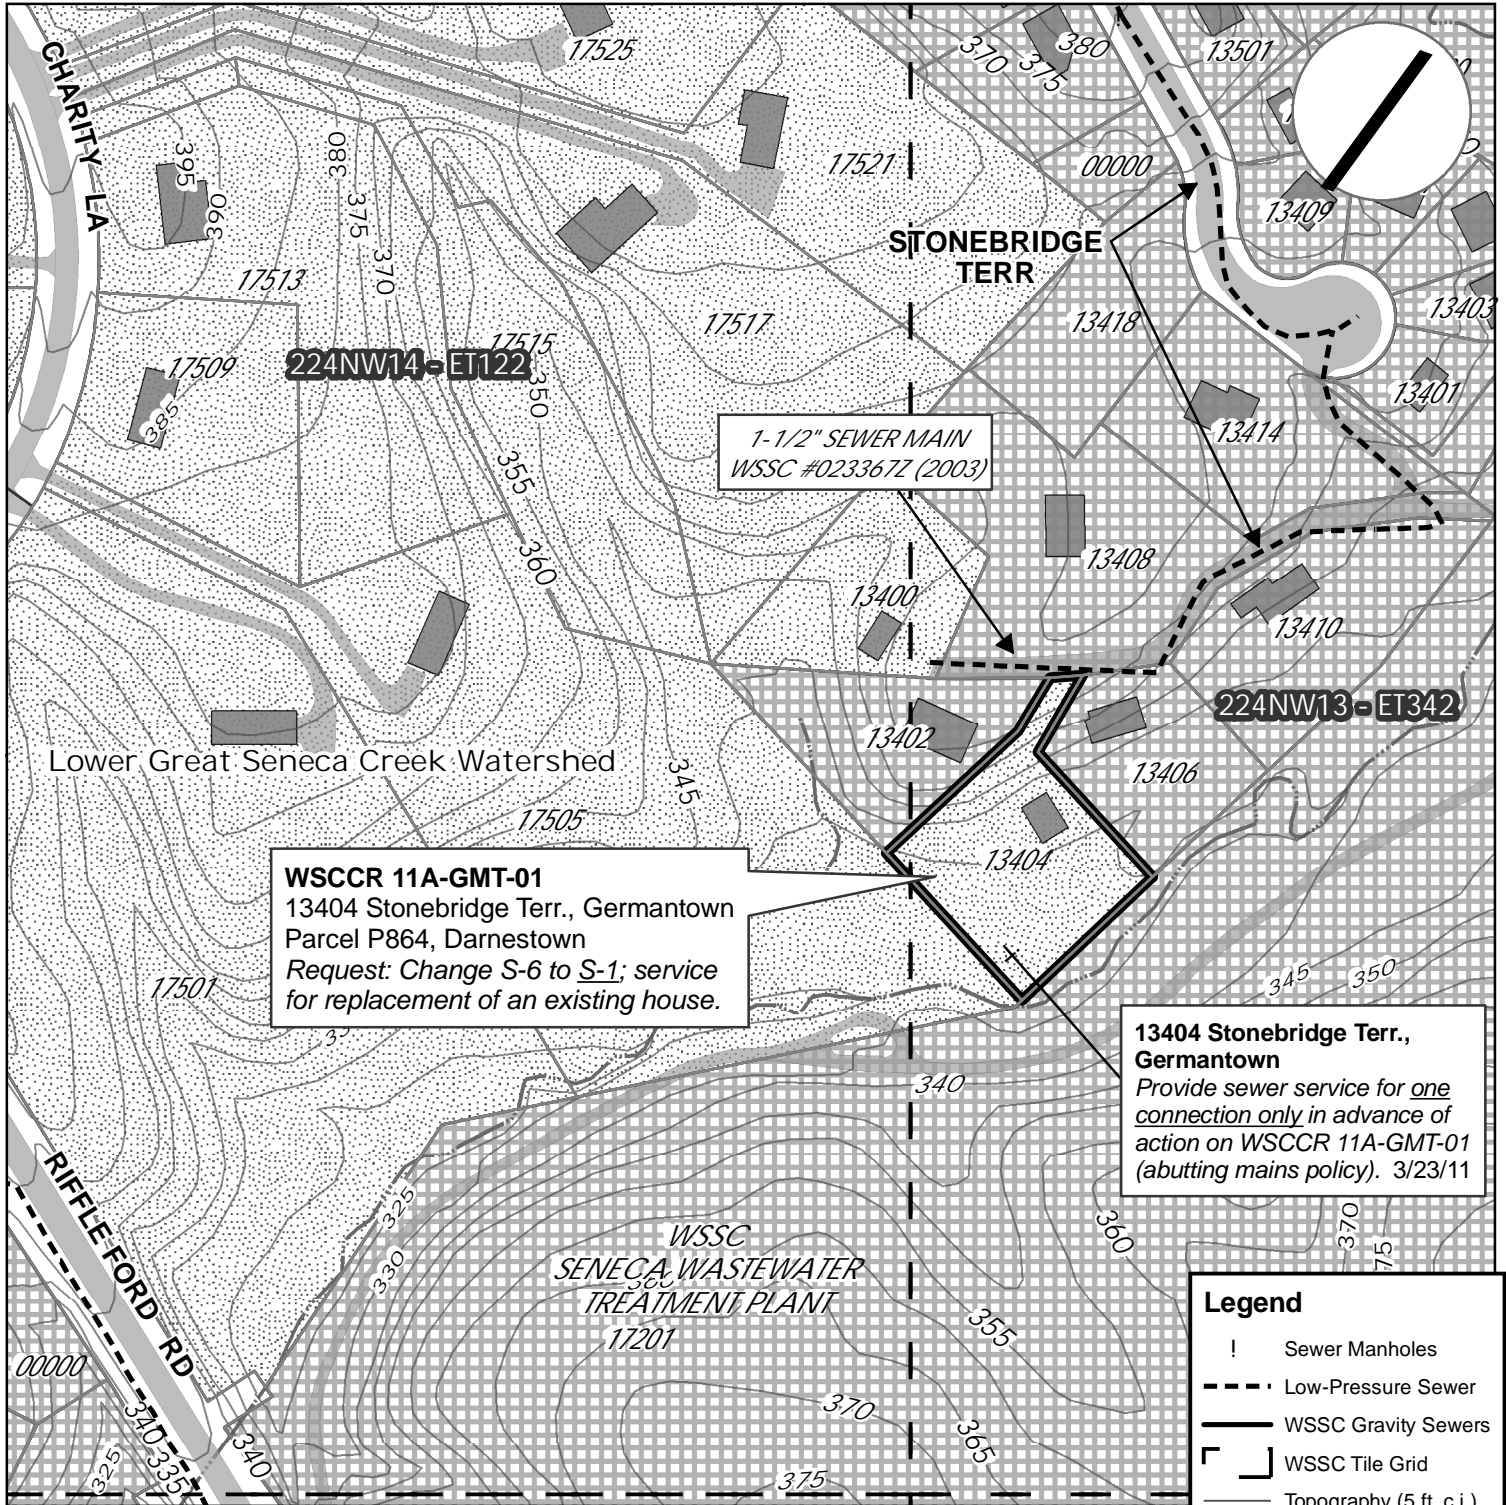 CHARITY LA
17525
370
375
380
13501
17521
00000
395
390
380
375
370
13409
STONEBRIDGE
TERR
17513
17517
13418
13403
17515
17509
224NW14 - ET122
350
385
13401
13414
1-1/2" SEWER MAIN
WSSC #023367Z (2003)
355
360
13408
13400
13410
224NW13 - ET342
13402
Lower Great Seneca Creek Watershed
345
13406
17505
13404
WSCCR 11A-GMT-01
13404 Stonebridge Terr., Germantown
Parcel P864, Darnestown
Request: Change S-6 to S-1; service
for replacement of an existing house.
17501
345
350
13404 Stonebridge Terr.,
Germantown
Provide sewer service for one
connection only in advance of
action on WSCCR 11A-GMT-01
(abutting mains policy). 3/23/11
340
RIFFLE FORD RD
325
330
WSSC
SENECA WASTEWATER
TREATMENT PLANT
17201
360
370
75
355
00000
340
335
325
340
370
365
375
Legend
! Sewer Manholes
Low-Pressure Sewer
WSSC Gravity Sewers
WSSC Tile Grid
Topography (5 ft. c.i.)